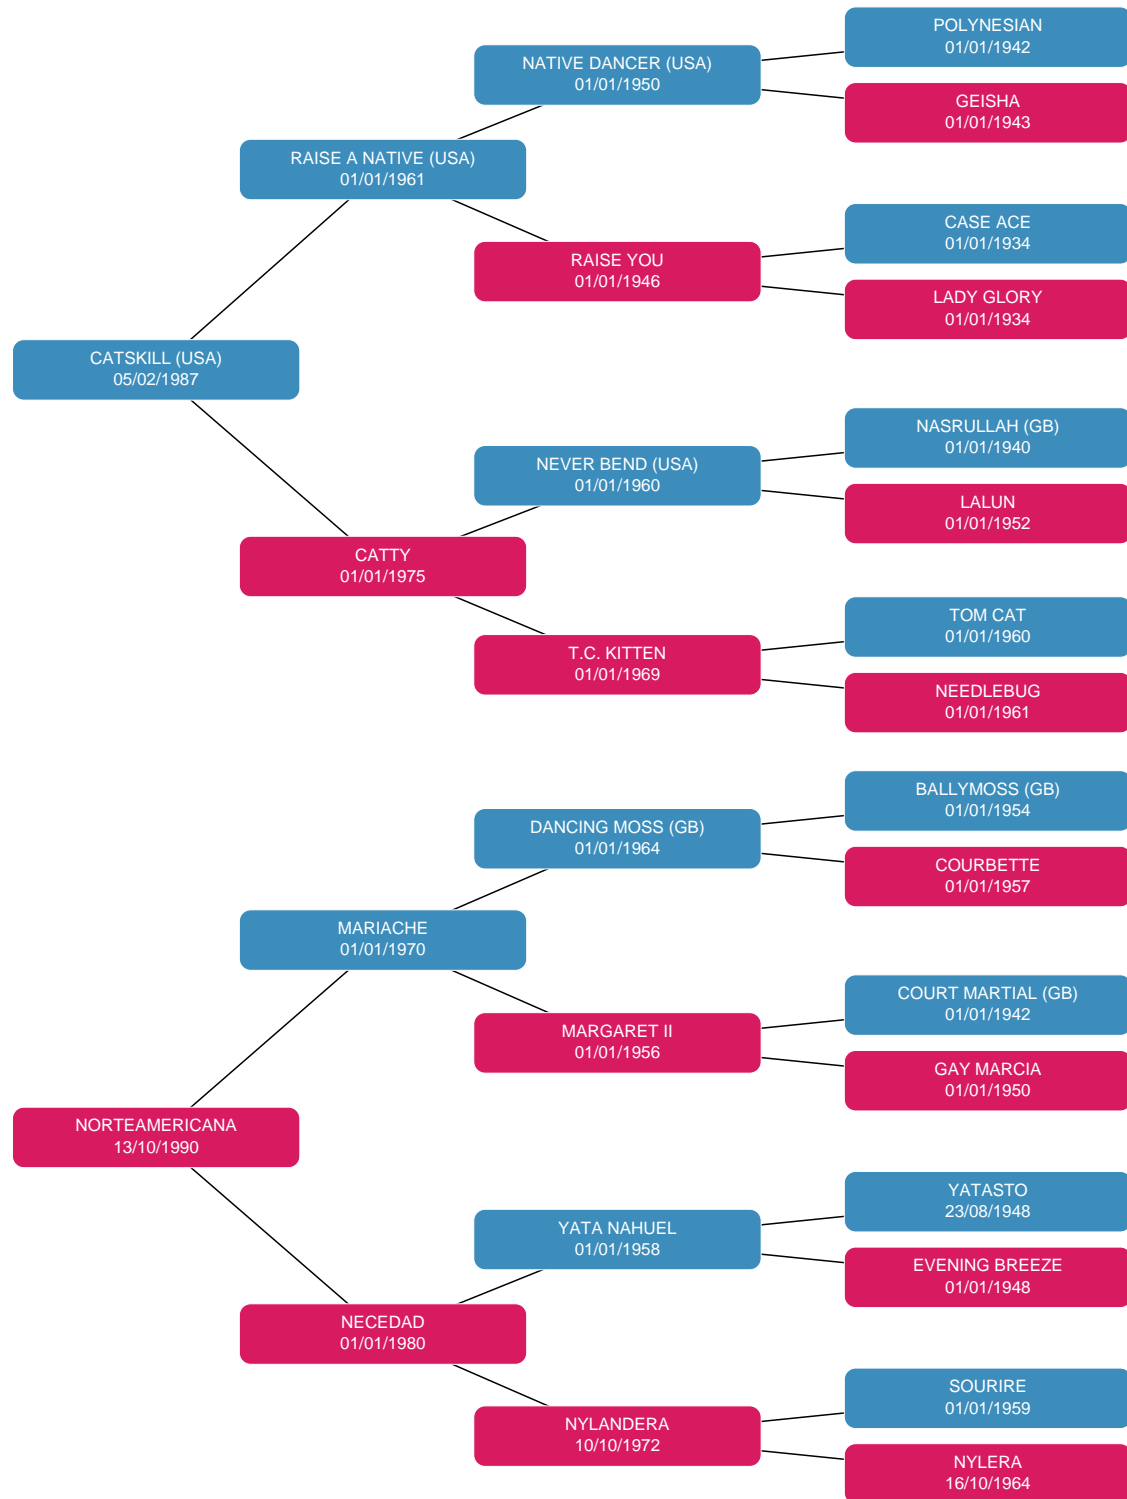 POLYNESIAN
01/01/1942
NATIVE DANCER (USA)
01/01/1950
GEISHA
01/01/1943
RAISE A NATIVE (USA)
01/01/1961
CASE ACE
01/01/1934
RAISE YOU
01/01/1946
LADY GLORY
01/01/1934
CATSKILL (USA)
05/02/1987
NASRULLAH (GB)
01/01/1940
NEVER BEND (USA)
01/01/1960
LALUN
01/01/1952
CATTY
01/01/1975
TOM CAT
01/01/1960
T.C. KITTEN
01/01/1969
NEEDLEBUG
01/01/1961
BALLYMOSS (GB)
01/01/1954
DANCING MOSS (GB)
01/01/1964
COURBETTE
01/01/1957
MARIACHE
01/01/1970
COURT MARTIAL (GB)
01/01/1942
MARGARET II
01/01/1956
GAY MARCIA
01/01/1950
NORTEAMERICANA
13/10/1990
YATASTO
23/08/1948
YATA NAHUEL
01/01/1958
EVENING BREEZE
01/01/1948
NECEDAD
01/01/1980
SOURIRE
01/01/1959
NYLANDERA
10/10/1972
NYLERA
16/10/1964